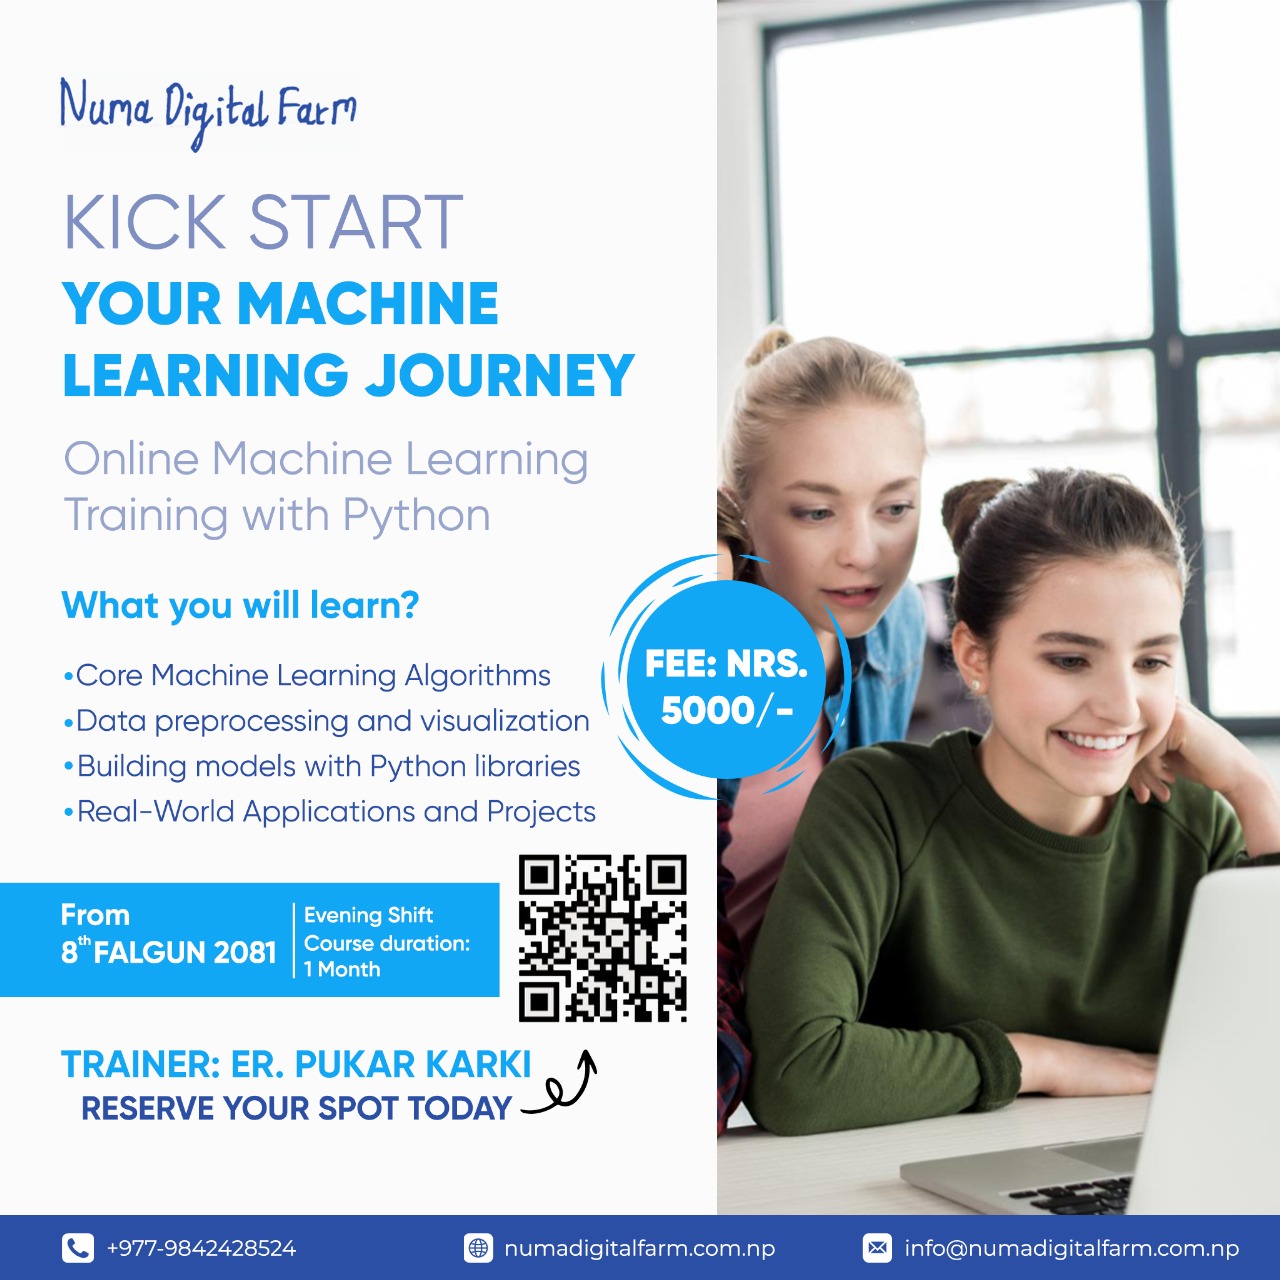 Numa Digital Farm
KICK START
YOUR MACHINE
LEARNING JOURNEY
Online Machine Learning
Training with Python
What you will learn?
•Core Machine Learning Algorithms
•Data preprocessing and visualization
•Building models with Python libraries
•Real-World Applications and Projects
FEE: NRS.
5000/-
From
8th FALGUN 2081
Evening Shift
Course duration:
1 Month
TRAINER: ER. PUKAR KARKI
RESERVE YOUR SPOT TODAY
+977-9842428524
numadigitalfarm.com.np
info@numadigitalfarm.com.np